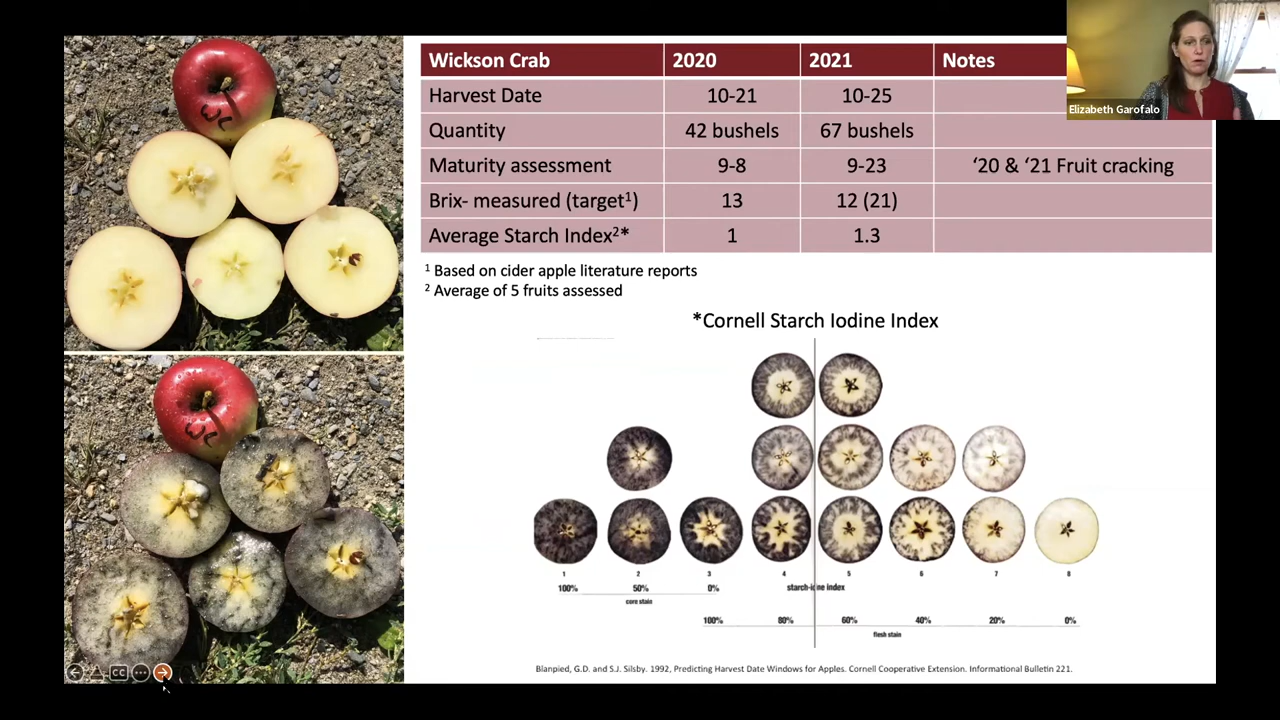 Wickson Crab 2020 2021 Notes
Harvest Date 10-21 10-25
Quantity 42 bushels 67 bushels
Maturity assessment 9-8 9-23 ‘20 & ‘21 Fruit cracking
Brix- measured (target¹) 13 12 (21)
Average Starch Index²* 1 1.3
¹ Based on cider apple literature reports
² Average of 5 fruits assessed
*Cornell Starch Iodine Index
1 2 3 4 5 6 7 8
100% 50% 0%
core stain
100% 80% 60% 40% 20% 0%
flesh stain
Blanpied, G.D. and S.J. Silsby. 1992, Predicting Harvest Date Windows for Apples. Cornell Cooperative Extension. Informational Bulletin 221.
Elizabeth Garofalo
WC
WC
CC